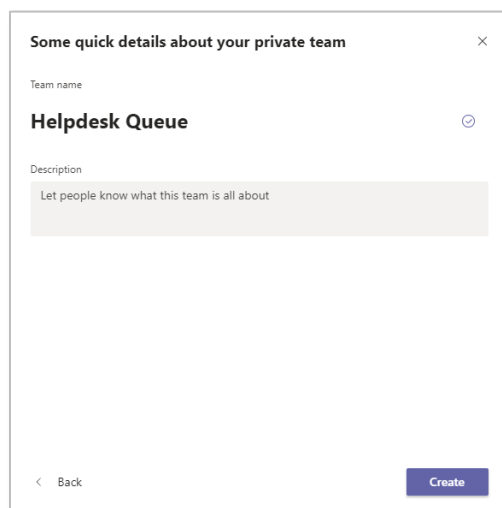 Some quick details about your private team
Team name
Helpdesk Queue
Description
Let people know what this team is all about
Back
Create